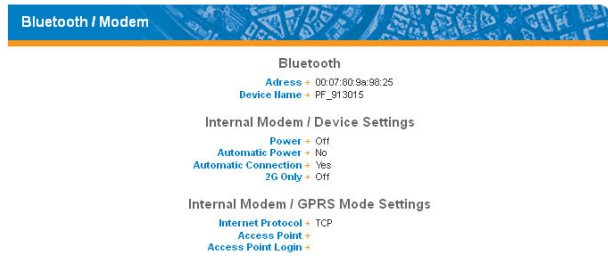 Bluetooth / Modem
Bluetooth
Adress → 00:07:80:9a:98:25
Device Name → PF_913015
Internal Modem / Device Settings
Power → Off
Automatic Power → No
Automatic Connection → Yes
2G Only → Off
Internal Modem / GPRS Mode Settings
Internet Protocol → TCP
Access Point →
Access Point Login →